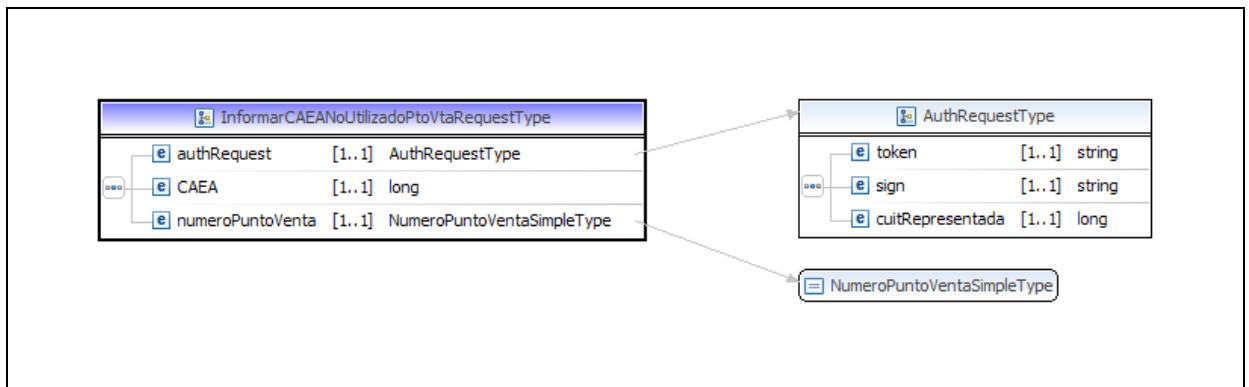 InformarCAEANoUtilizadoPtoVtaRequestType
authRequest [1..1] AuthRequestType
CAEA [1..1] long
numeroPuntoVenta [1..1] NumeroPuntoVentaSimpleType
AuthRequestType
token [1..1] string
sign [1..1] string
cuitRepresentada [1..1] long
NumeroPuntoVentaSimpleType